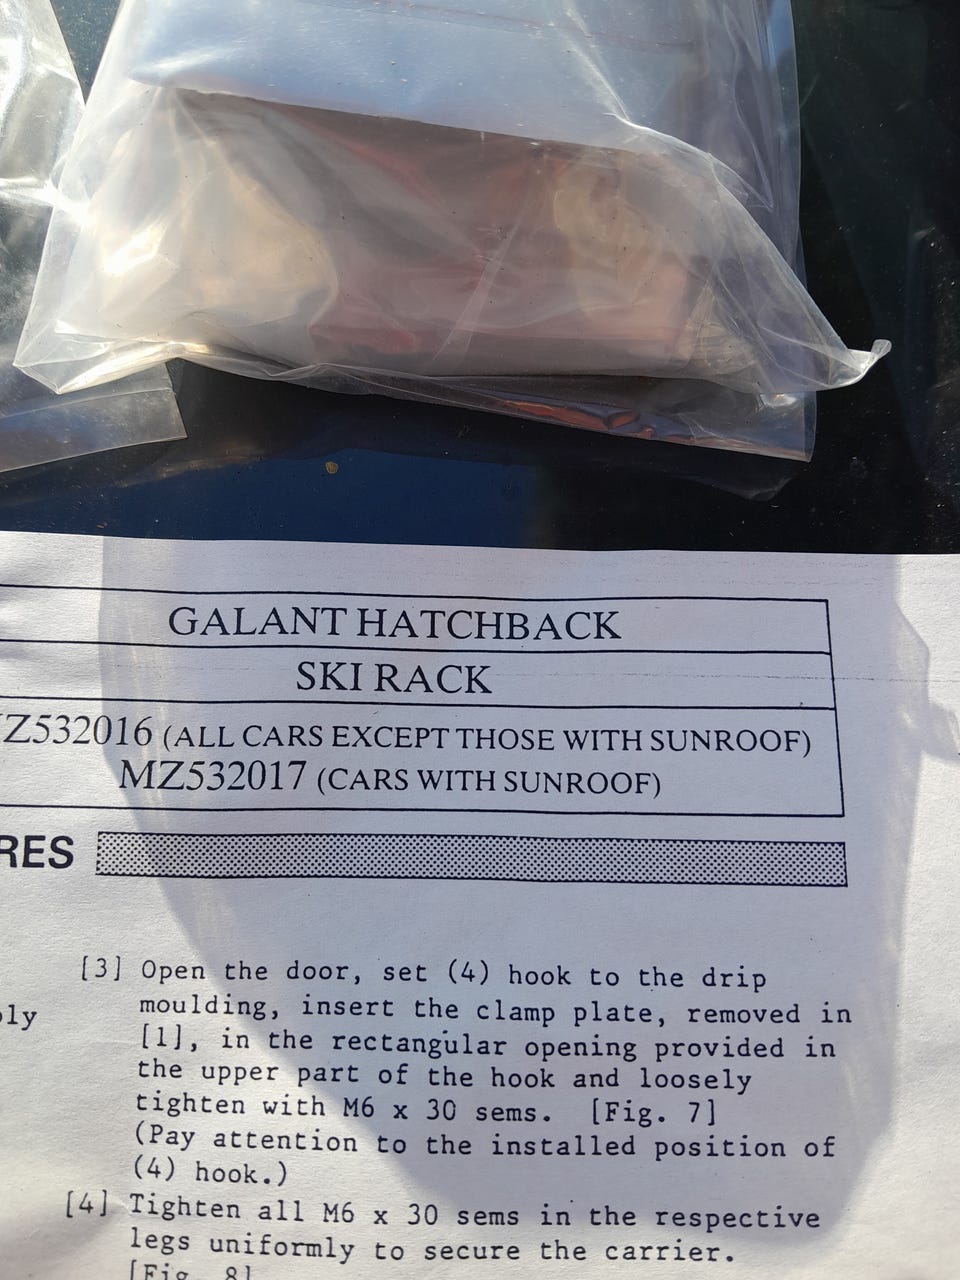 GALANT HATCHBACK
SKI RACK
Z532016 (ALL CARS EXCEPT THOSE WITH SUNROOF)
MZ532017 (CARS WITH SUNROOF)
RES
[3] Open the door, set (4) hook to the drip
moulding, insert the clamp plate, removed in
ly
[1], in the rectangular opening provided in
the upper part of the hook and loosely
tighten with M6 x 30 sems. [Fig. 7]
(Pay attention to the installed position of
(4) hook.)
[4] Tighten all M6 x 30 sems in the respective
legs uniformly to secure the carrier.
[Fig. 8]